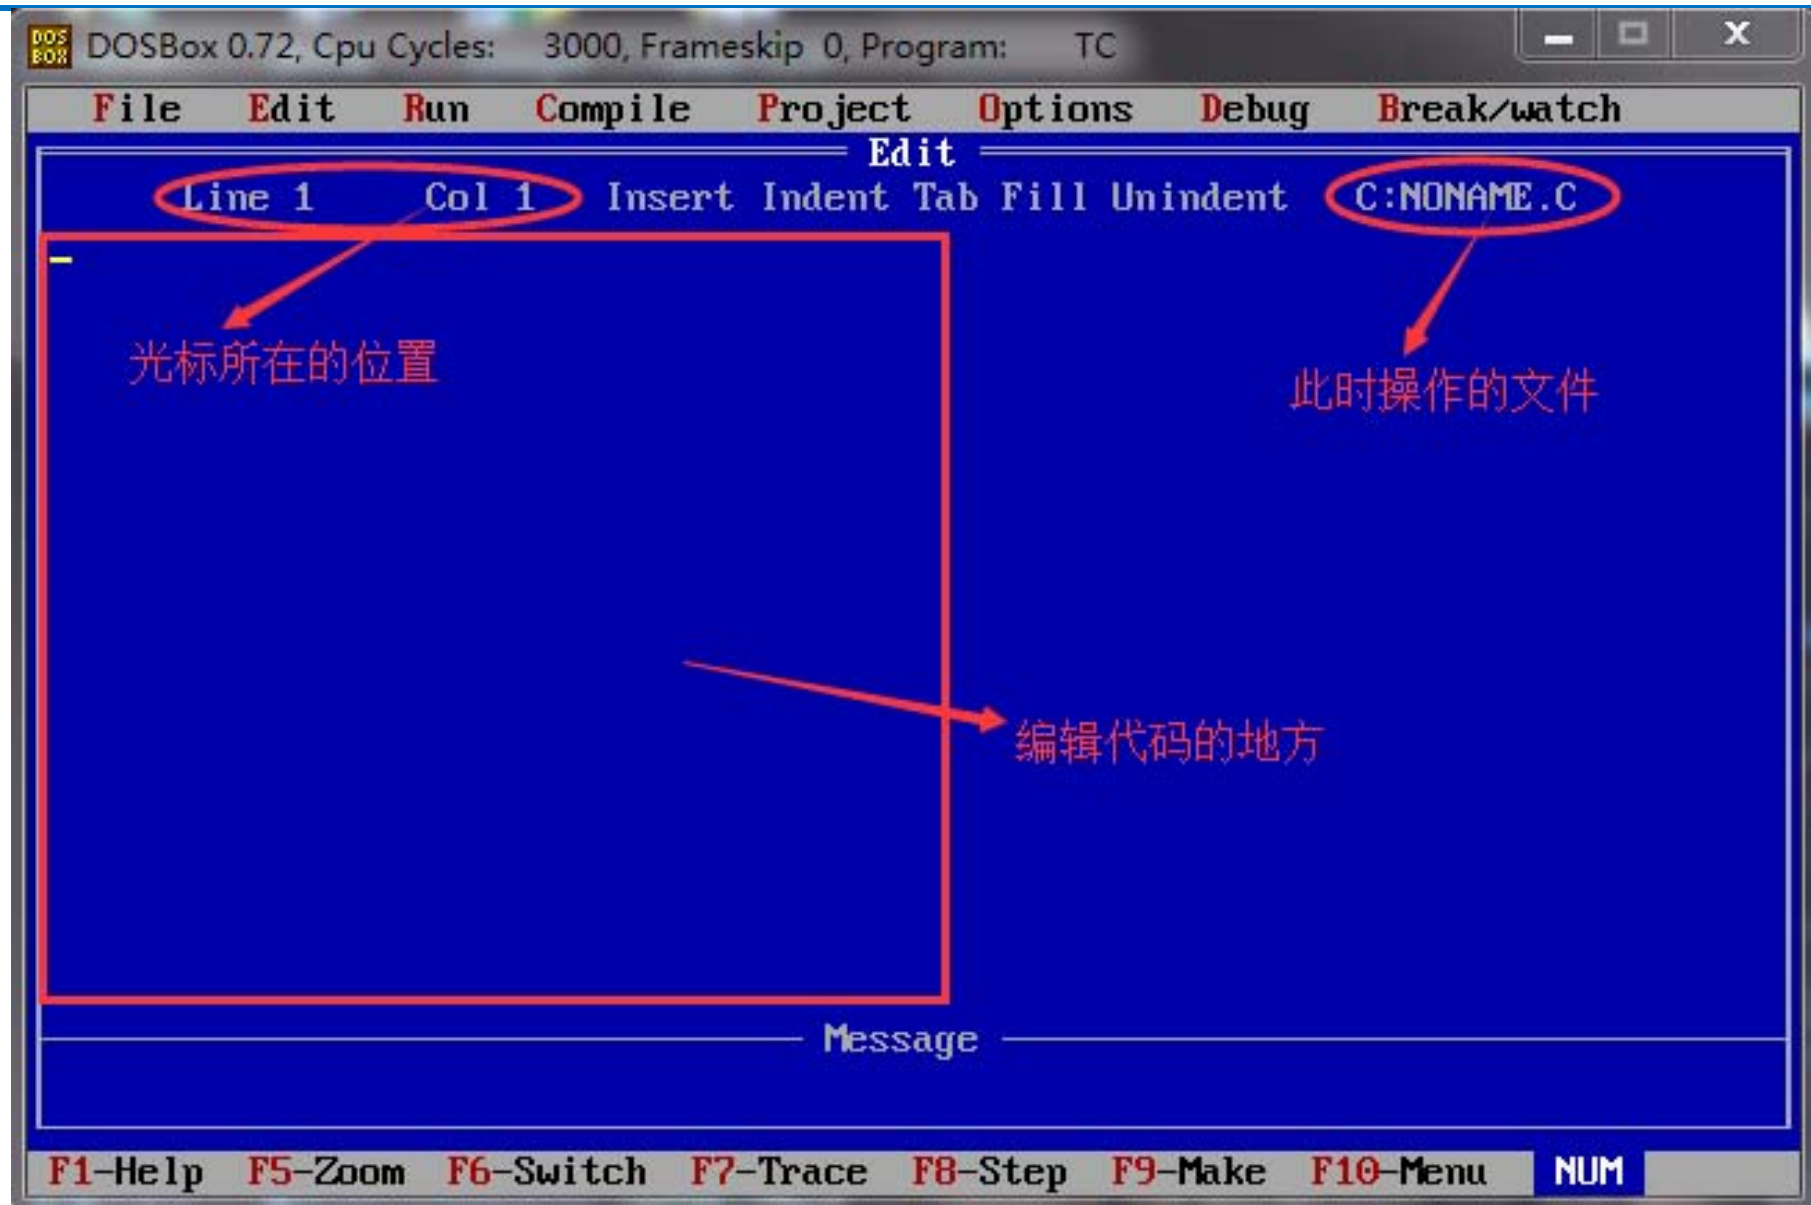 DOS BOX DOSBox 0.72, Cpu Cycles: 3000, Frameskip 0, Program: TC
File Edit Run Compile Project Options Debug Break/watch
Edit
Line 1 Col 1 Insert Indent Tab Fill Unindent C:NONAME.C
光标所在的位置
此时操作的文件
编辑代码的地方
Message
F1-Help F5-Zoom F6-Switch F7-Trace F8-Step F9-Make F10-Menu NUM